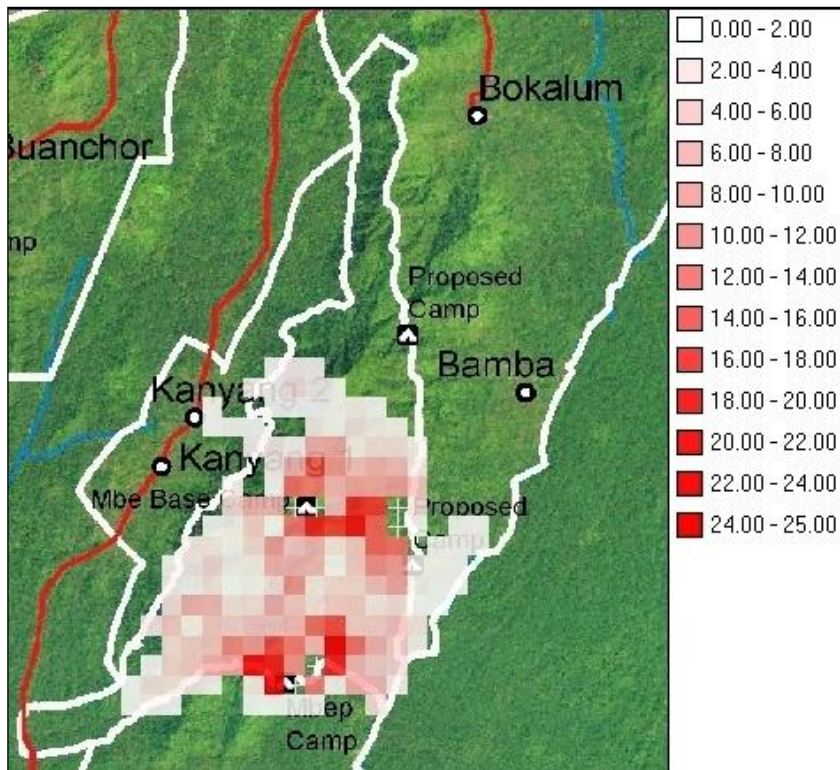 Bokalum
Buanchor
mp
Proposed
Camp
Bamba
Kanyang 2
Kanyang 1
Mbe Base Camp
Proposed
Camp
Mbep
Camp
0.00 - 2.00
2.00 - 4.00
4.00 - 6.00
6.00 - 8.00
8.00 - 10.00
10.00 - 12.00
12.00 - 14.00
14.00 - 16.00
16.00 - 18.00
18.00 - 20.00
20.00 - 22.00
22.00 - 24.00
24.00 - 25.00